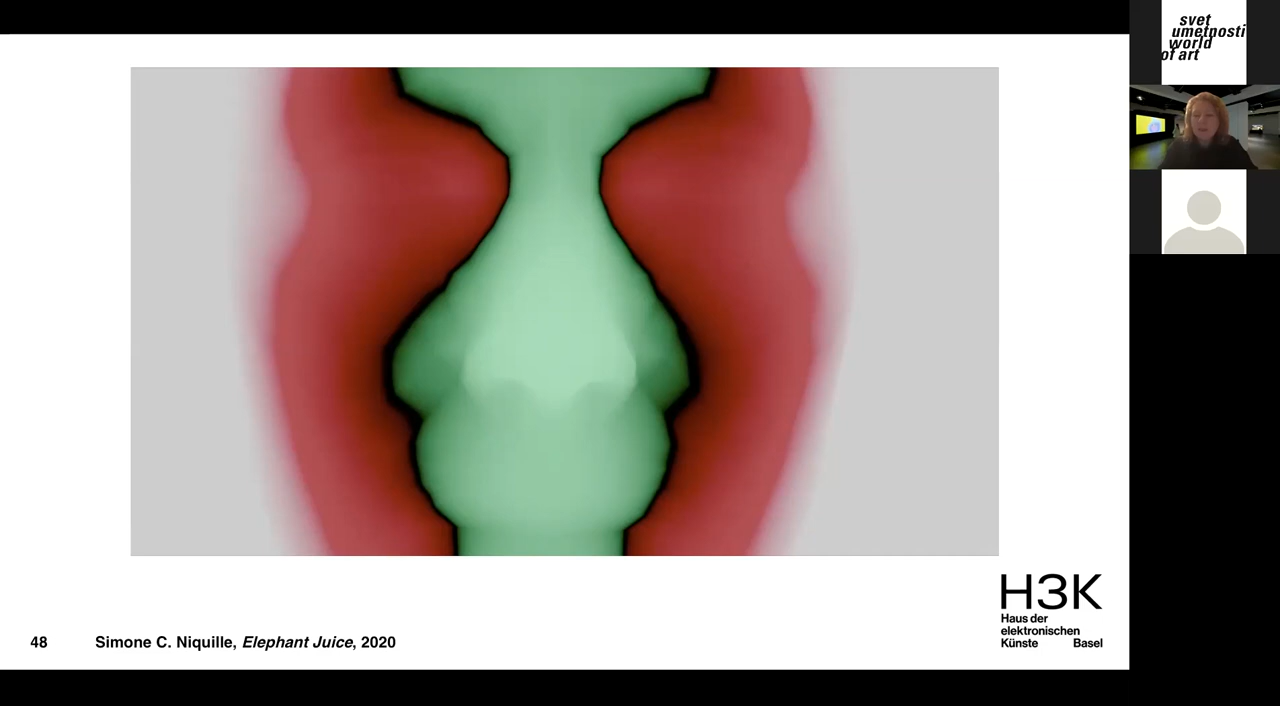 svet
umetnosti
world
of art
H3K
Haus der
elektronischen
Künste Basel
48 Simone C. Niquille, Elephant Juice, 2020